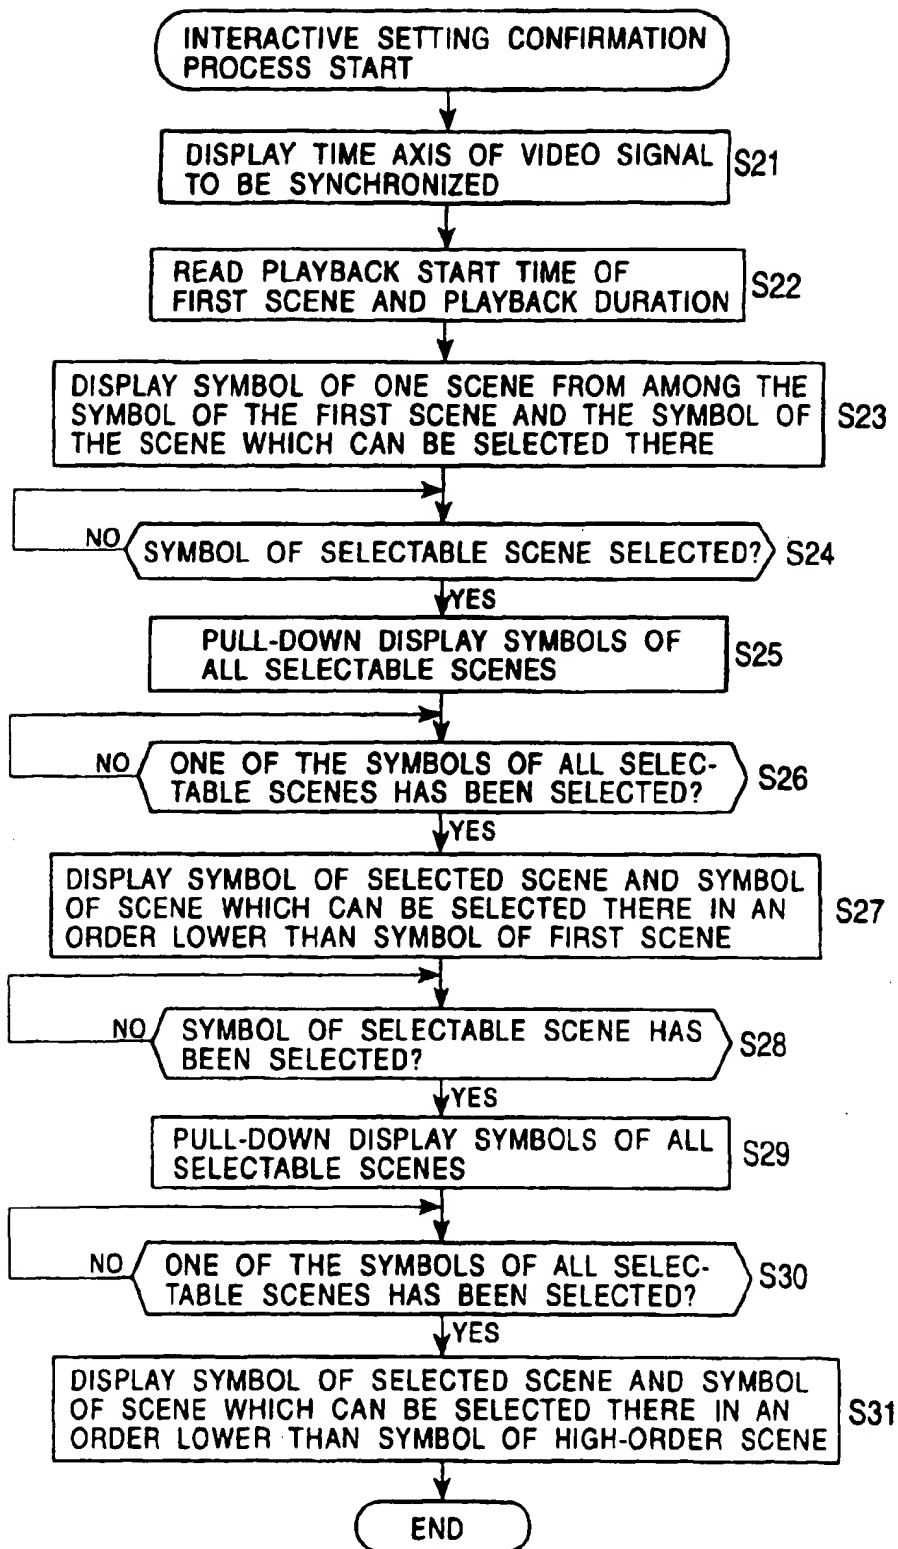 INTERACTIVE SETTING CONFIRMATION
PROCESS START
DISPLAY TIME AXIS OF VIDEO SIGNAL
TO BE SYNCHRONIZED
S21
READ PLAYBACK START TIME OF
FIRST SCENE AND PLAYBACK DURATION
S22
DISPLAY SYMBOL OF ONE SCENE FROM AMONG THE
SYMBOL OF THE FIRST SCENE AND THE SYMBOL OF
THE SCENE WHICH CAN BE SELECTED THERE
S23
NO
SYMBOL OF SELECTABLE SCENE SELECTED?
S24
YES
PULL-DOWN DISPLAY SYMBOLS OF
ALL SELECTABLE SCENES
S25
NO
ONE OF THE SYMBOLS OF ALL SELEC-
TABLE SCENES HAS BEEN SELECTED?
S26
YES
DISPLAY SYMBOL OF SELECTED SCENE AND SYMBOL
OF SCENE WHICH CAN BE SELECTED THERE IN AN
ORDER LOWER THAN SYMBOL OF FIRST SCENE
S27
NO
SYMBOL OF SELECTABLE SCENE HAS
BEEN SELECTED?
S28
YES
PULL-DOWN DISPLAY SYMBOLS OF ALL
SELECTABLE SCENES
S29
NO
ONE OF THE SYMBOLS OF ALL SELEC-
TABLE SCENES HAS BEEN SELECTED?
S30
YES
DISPLAY SYMBOL OF SELECTED SCENE AND SYMBOL
OF SCENE WHICH CAN BE SELECTED THERE IN AN
ORDER LOWER THAN SYMBOL OF HIGH-ORDER SCENE
S31
END